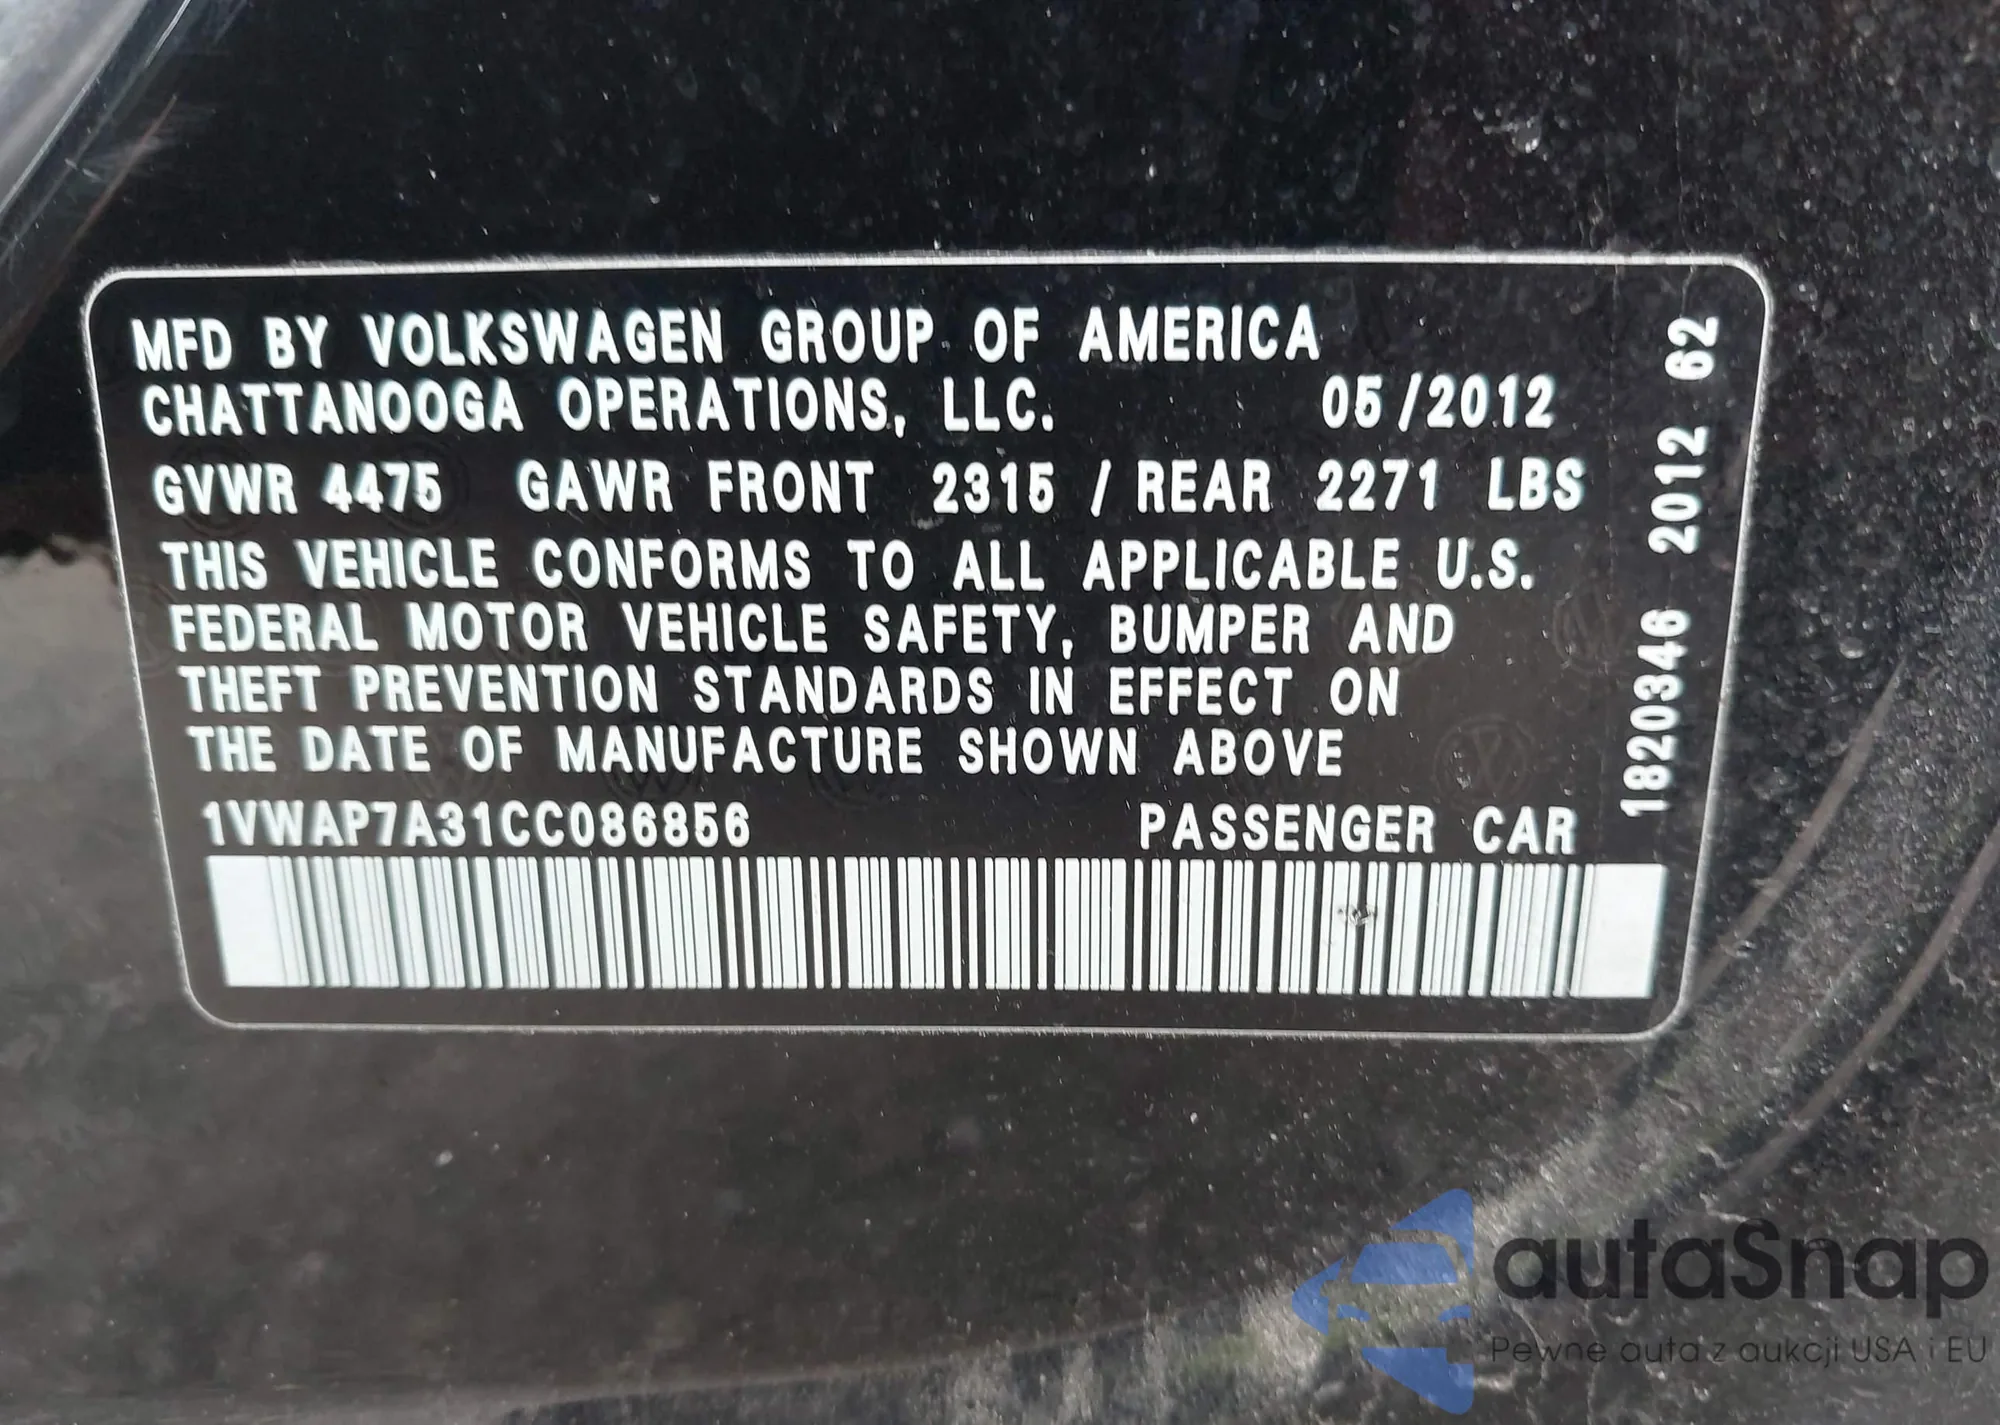 MFD BY VOLKSWAGEN GROUP OF AMERICA
CHATTANOOGA OPERATIONS, LLC. 05/2012
GVWR 4475 GAWR FRONT 2315 / REAR 2271 LBS
THIS VEHICLE CONFORMS TO ALL APPLICABLE U.S.
FEDERAL MOTOR VEHICLE SAFETY, BUMPER AND
THEFT PREVENTION STANDARDS IN EFFECT ON
THE DATE OF MANUFACTURE SHOWN ABOVE
1VWAP7A31CC086856 PASSENGER CAR
1820346 2012 62
autaSnap
Pewne auta z aukcji USA i EU